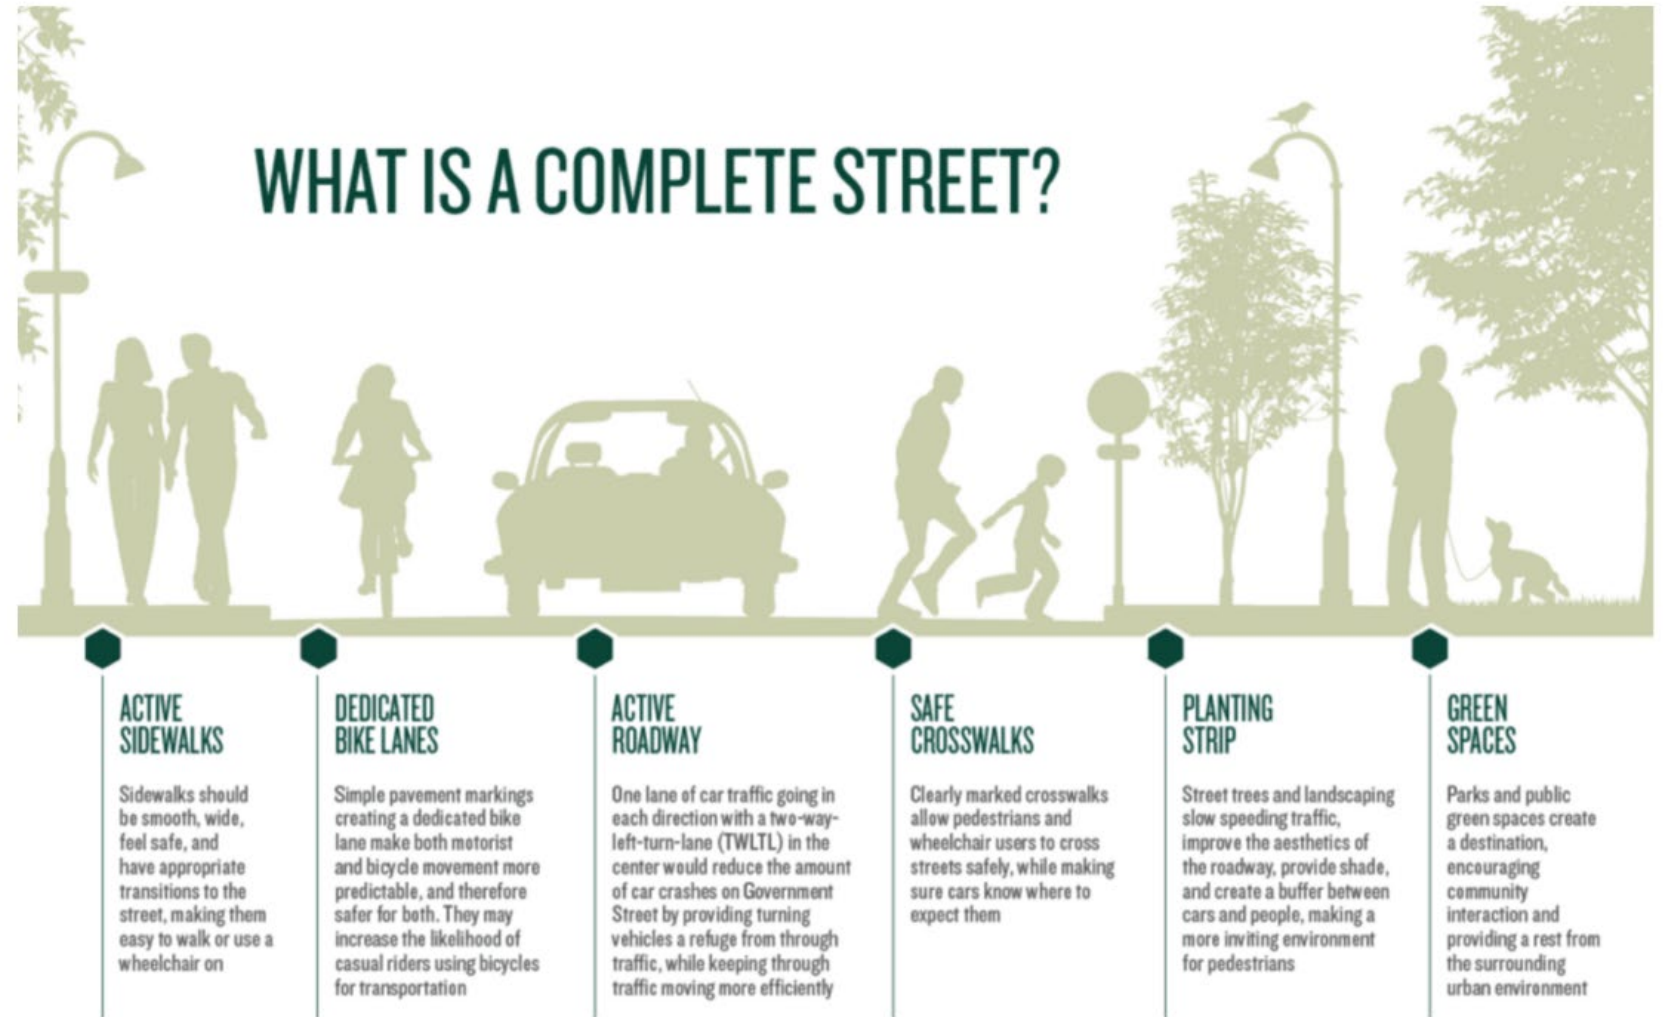 WHAT IS A COMPLETE STREET?
ACTIVE
SIDEWALKS
Sidewalks should
be smooth, wide,
feel safe, and
have appropriate
transitions to the
street, making them
easy to walk or use a
wheelchair on
DEDICATED
BIKE LANES
Simple pavement markings
creating a dedicated bike
lane make both motorist
and bicycle movement more
predictable, and therefore
safer for both. They may
increase the likelihood of
casual riders using bicycles
for transportation
ACTIVE
ROADWAY
One lane of car traffic going in
each direction with a two-way-
left-turn-lane (TWLTL) in the
center would reduce the amount
of car crashes on Government
Street by providing turning
vehicles a refuge from through
traffic, while keeping through
traffic moving more efficiently
SAFE
CROSSWALKS
Clearly marked crosswalks
allow pedestrians and
wheelchair users to cross
streets safely, while making
sure cars know where to
expect them
PLANTING
STRIP
Street trees and landscaping
slow speeding traffic,
improve the aesthetics of
the roadway, provide shade,
and create a buffer between
cars and people, making a
more inviting environment
for pedestrians
GREEN
SPACES
Parks and public
green spaces create
a destination,
encouraging
community
interaction and
providing a rest from
the surrounding
urban environment